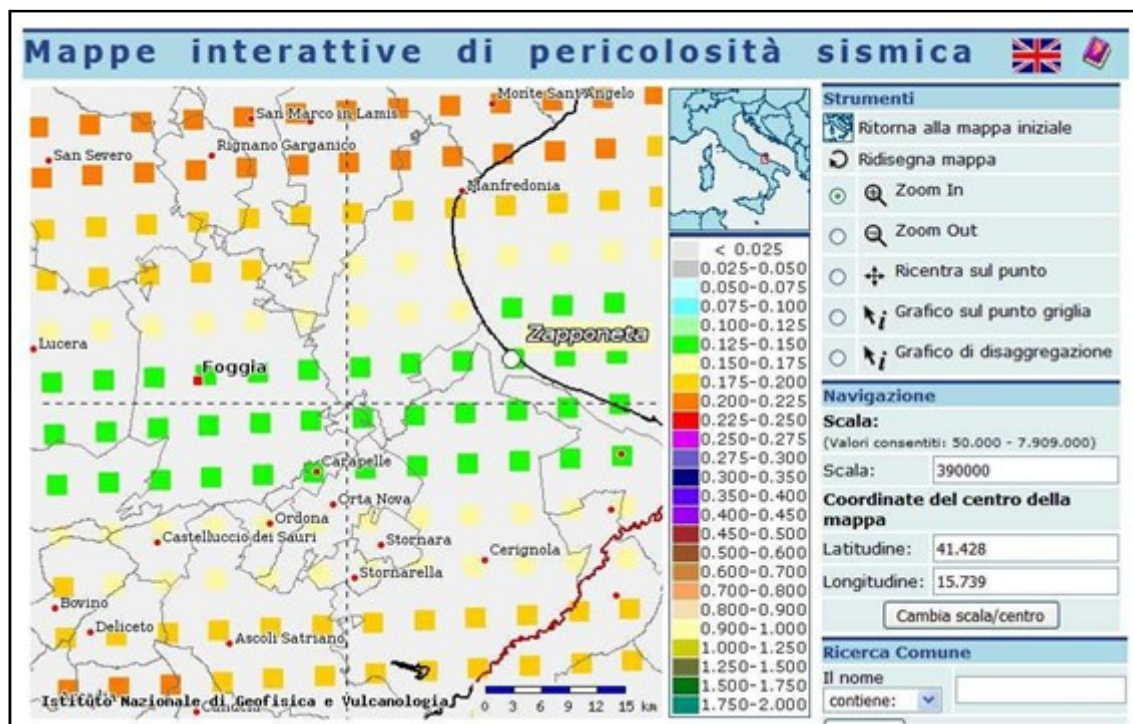 Mappe interattive di pericolosità sismica
Monte Sant'Angelo
San Marco in Lamis
San Severo
Rignano Garganico
Manfredonia
Zapponeta
Lucera
Foggia
Carapelle
Orta Nova
Ordona
Castelluccio dei Sauri
Stornara
Cerignola
Stornarella
Bovino
Deliceto
Ascoli Satriano
Istituto Nazionale di Geofisica e Vulcanologia
0 3 6 9 12 15 km
< 0.025
0.025-0.050
0.050-0.075
0.075-0.100
0.100-0.125
0.125-0.150
0.150-0.175
0.175-0.200
0.200-0.225
0.225-0.250
0.250-0.275
0.275-0.300
0.300-0.350
0.350-0.400
0.400-0.450
0.450-0.500
0.500-0.600
0.600-0.700
0.700-0.800
0.800-0.900
0.900-1.000
1.000-1.250
1.250-1.500
1.500-1.750
1.750-2.000
Strumenti
Ritorna alla mappa iniziale
Ridisegna mappa
Zoom In
Zoom Out
Ricentra sul punto
Grafico sul punto griglia
Grafico di disaggregazione
Navigazione
Scala:
(Valori consentiti: 50.000 - 7.909.000)
Scala: 390000
Coordinate del centro della
mappa
Latitudine: 41.428
Longitudine: 15.739
Cambia scala/centro
Ricerca Comune
Il nome
contiene: